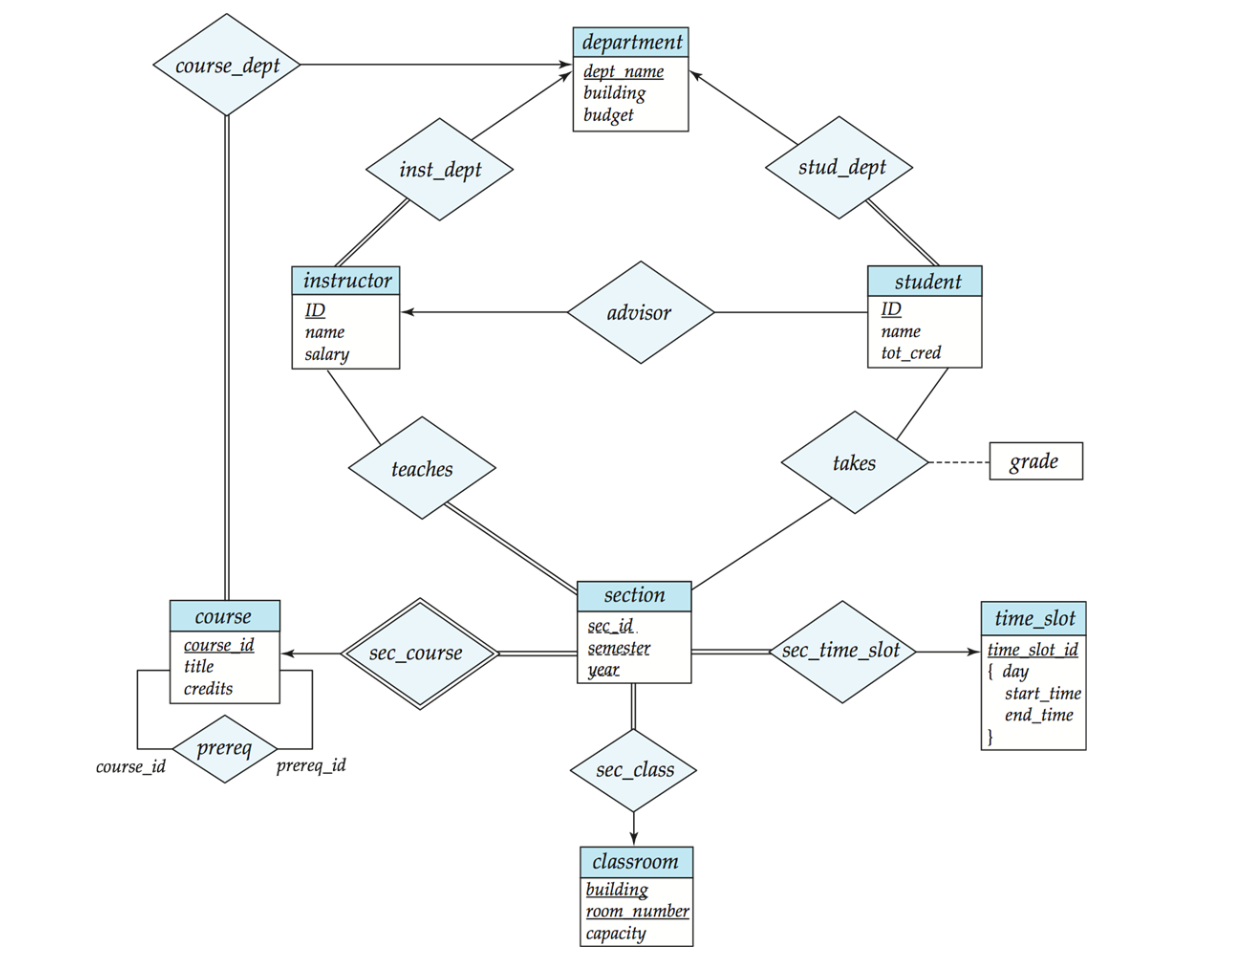 department
dept_name
building
budget
course_dept
inst_dept
stud_dept
instructor
ID
name
salary
advisor
student
ID
name
tot_cred
teaches
takes
grade
section
sec_id
semester
year
course
course_id
title
credits
sec_course
sec_time_slot
time_slot
time_slot_id
{ day
start_time
end_time
}
prereq
course_id
prereq_id
sec_class
classroom
building
room_number
capacity